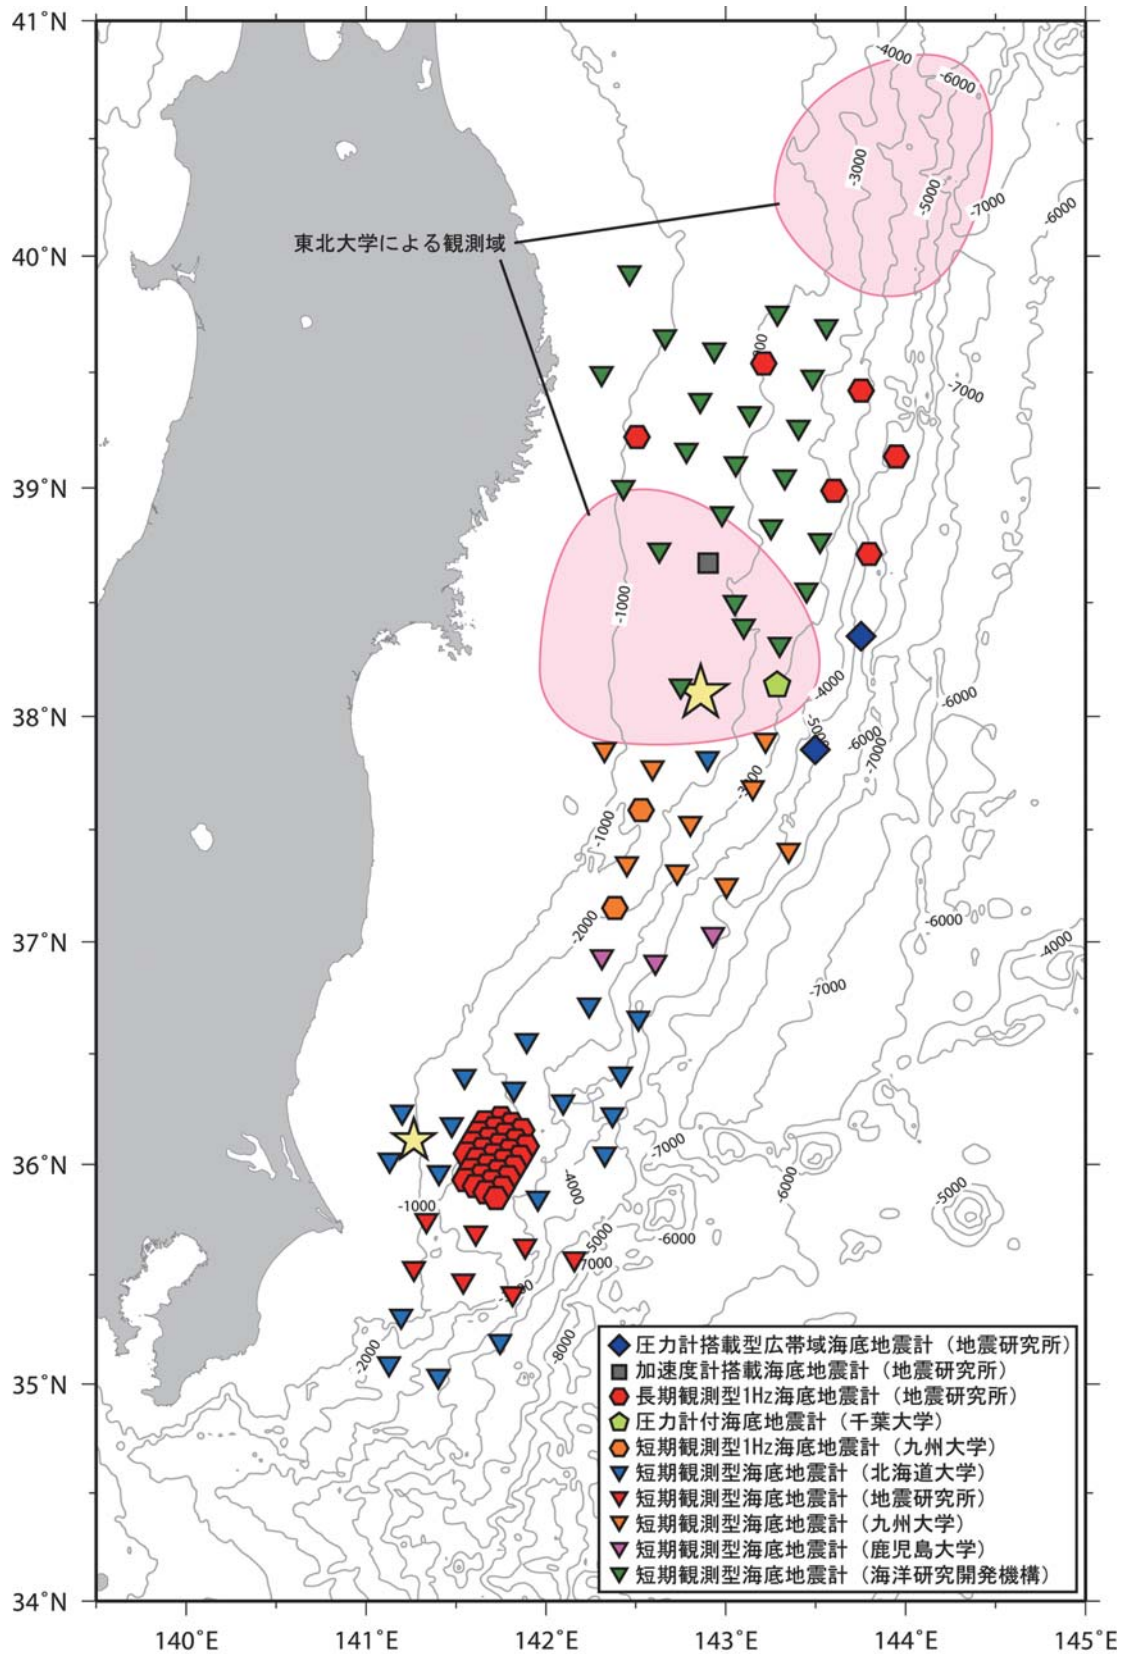 41°N
40°N
39°N
38°N
37°N
36°N
35°N
34°N
140°E
141°E
142°E
143°E
144°E
145°E
東北大学による観測域
-4000
-6000
-3000
-5000
-7000
-6000
-7000
-1000
-4000
-6000
-5000
-6000
-7000
-3000
-1000
-2000
-6000
-4000
-7000
-7000
-6000
-5000
-4000
-1000
-5000
-6000
-7000
-2000
-8000
圧力計搭載型広帯域海底地震計（地震研究所）
加速度計搭載海底地震計（地震研究所）
長期観測型1Hz海底地震計（地震研究所）
圧力計付海底地震計（千葉大学）
短期観測型1Hz海底地震計（九州大学）
短期観測型海底地震計（北海道大学）
短期観測型海底地震計（地震研究所）
短期観測型海底地震計（九州大学）
短期観測型海底地震計（鹿児島大学）
短期観測型海底地震計（海洋研究開発機構）